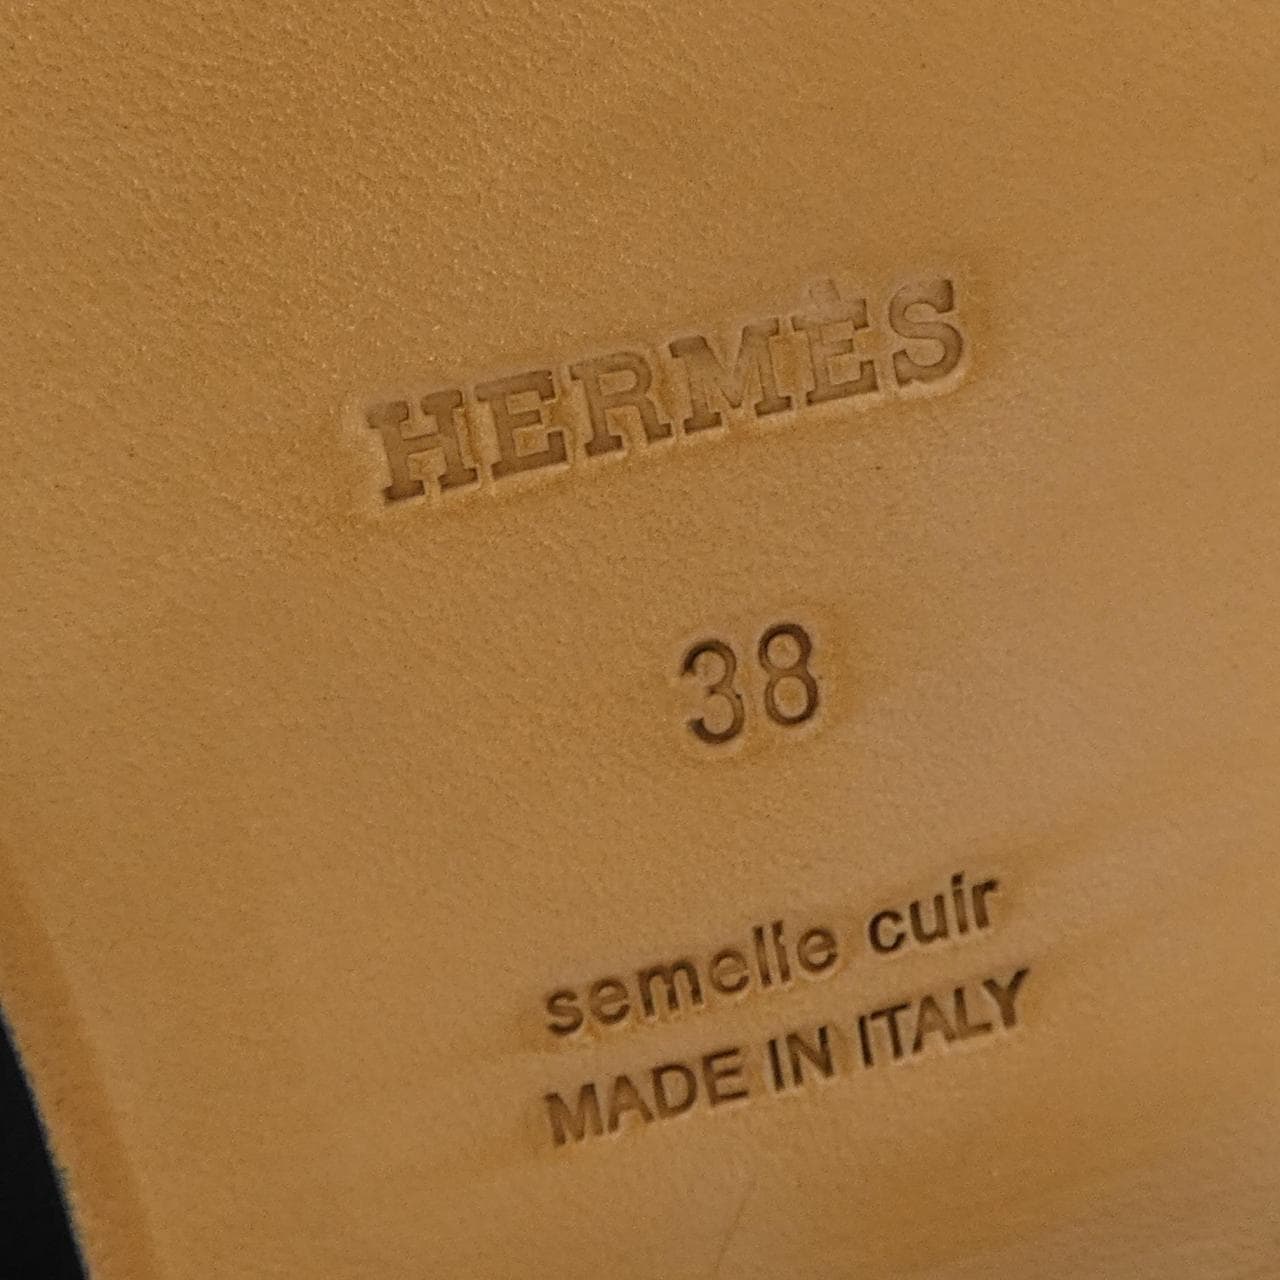 HERMÈS
38
semelle cuir
MADE IN ITALY